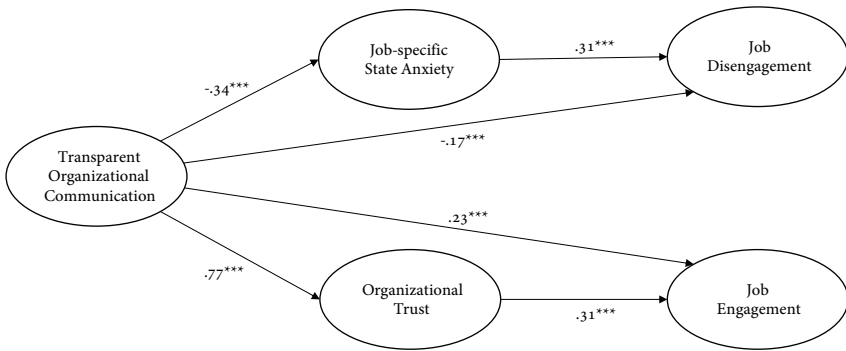 Job-specific
State Anxiety
.31***
Job
Disengagement
-.34***
-.17***
Transparent
Organizational
Communication
.23***
.77***
Organizational
Trust
.31***
Job
Engagement